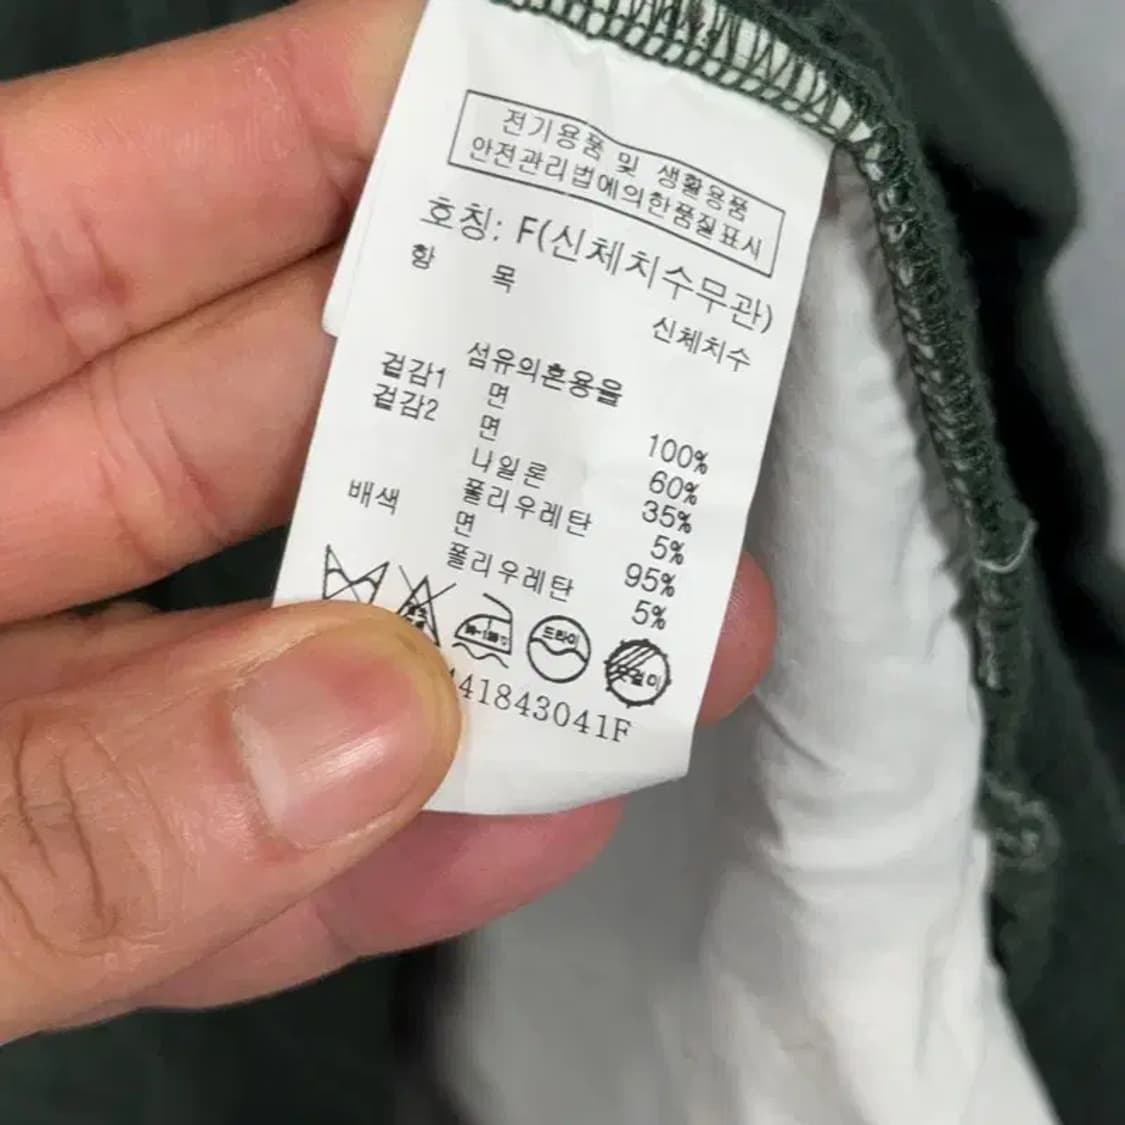 전기용품 및 생활용품
안전관리법에의한품질표시
호칭: F(신체치수무관)
항 목 신체치수
섬유의혼용율
겉감1 면 100%
겉감2 면 60%
나일론 35%
폴리우레탄 5%
배색 면 95%
폴리우레탄 5%
드라이
옷걸이
41843041F